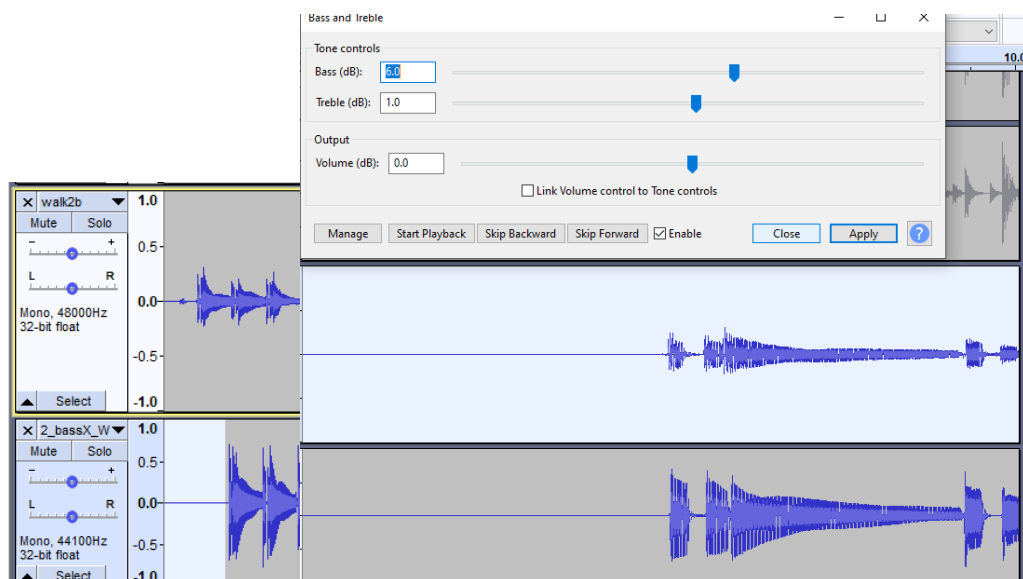 Bass and Treble
Tone controls
Bass (dB): 6.0
Treble (dB): 1.0
Output
Volume (dB): 0.0
Link Volume control to Tone controls
Manage Start Playback Skip Backward Skip Forward Enable Close Apply ?
10.0
× walk2b
Mute Solo
- +
L R
Mono, 48000Hz
32-bit float
Select
1.0
0.5-
0.0-
-0.5-
-1.0
× 2_bassX_W
Mute Solo
- +
L R
Mono, 44100Hz
32-bit float
Select
1.0
0.5-
0.0-
-0.5-
-1.0